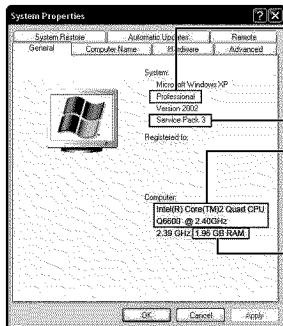 System Properties
System Restore
Automatic Updates
Remote
General
Computer Name
Hardware
Advanced
System:
Microsoft Windows XP
Professional
Version 2002
Service Pack 3
Registered to:
Computer:
Intel(R) Core(TM)2 Quad CPU
Q6600 @ 2.40GHz
2.39 GHz, 1.95 GB RAM
OK
Cancel
Apply